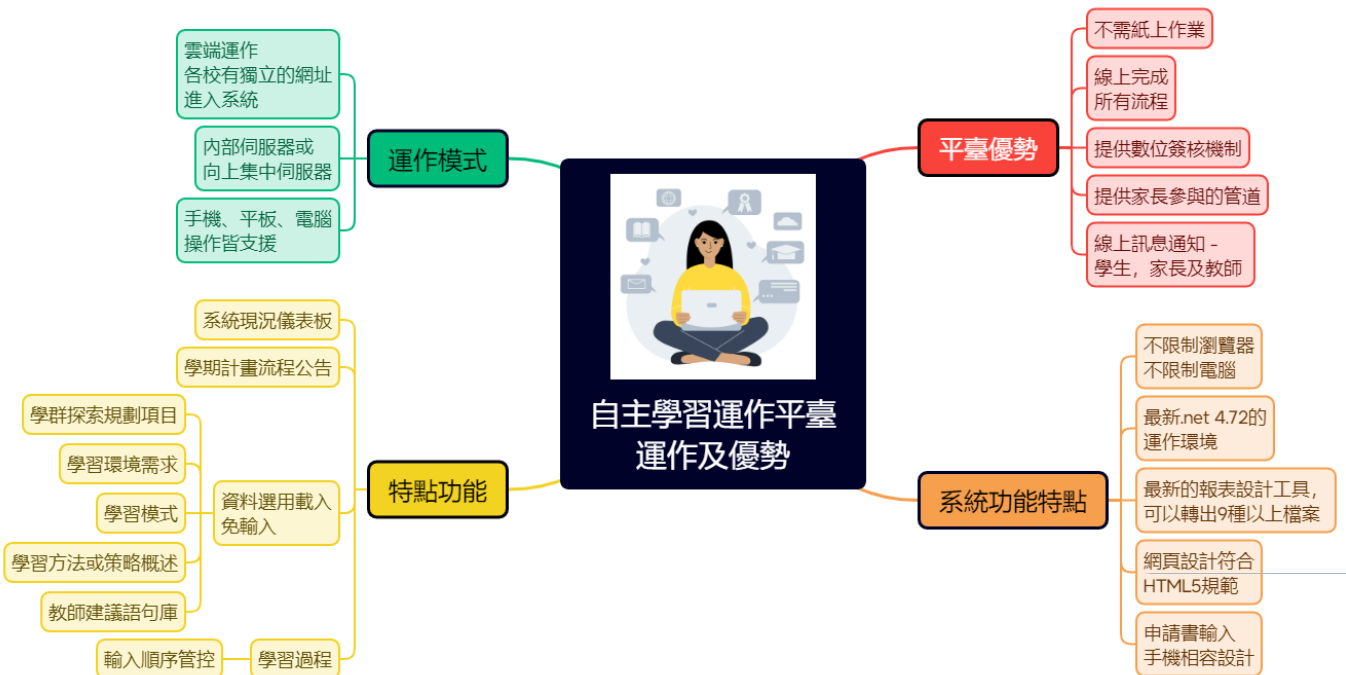 自主學習運作平臺
運作及優勢
運作模式
雲端運作
各校有獨立的網址
進入系統
內部伺服器或
向上集中伺服器
手機、平板、電腦
操作皆支援
特點功能
系統現況儀表板
學期計畫流程公告
資料選用載入
免輸入
學群探索規劃項目
學習環境需求
學習模式
學習方法或策略概述
教師建議語句庫
學習過程
輸入順序管控
平臺優勢
不需紙上作業
線上完成
所有流程
提供數位簽核機制
提供家長參與的管道
線上訊息通知 -
學生，家長及教師
系統功能特點
不限制瀏覽器
不限制電腦
最新.net 4.72的
運作環境
最新的報表設計工具，
可以轉出9種以上檔案
網頁設計符合
HTML5規範
申請書輸入
手機相容設計